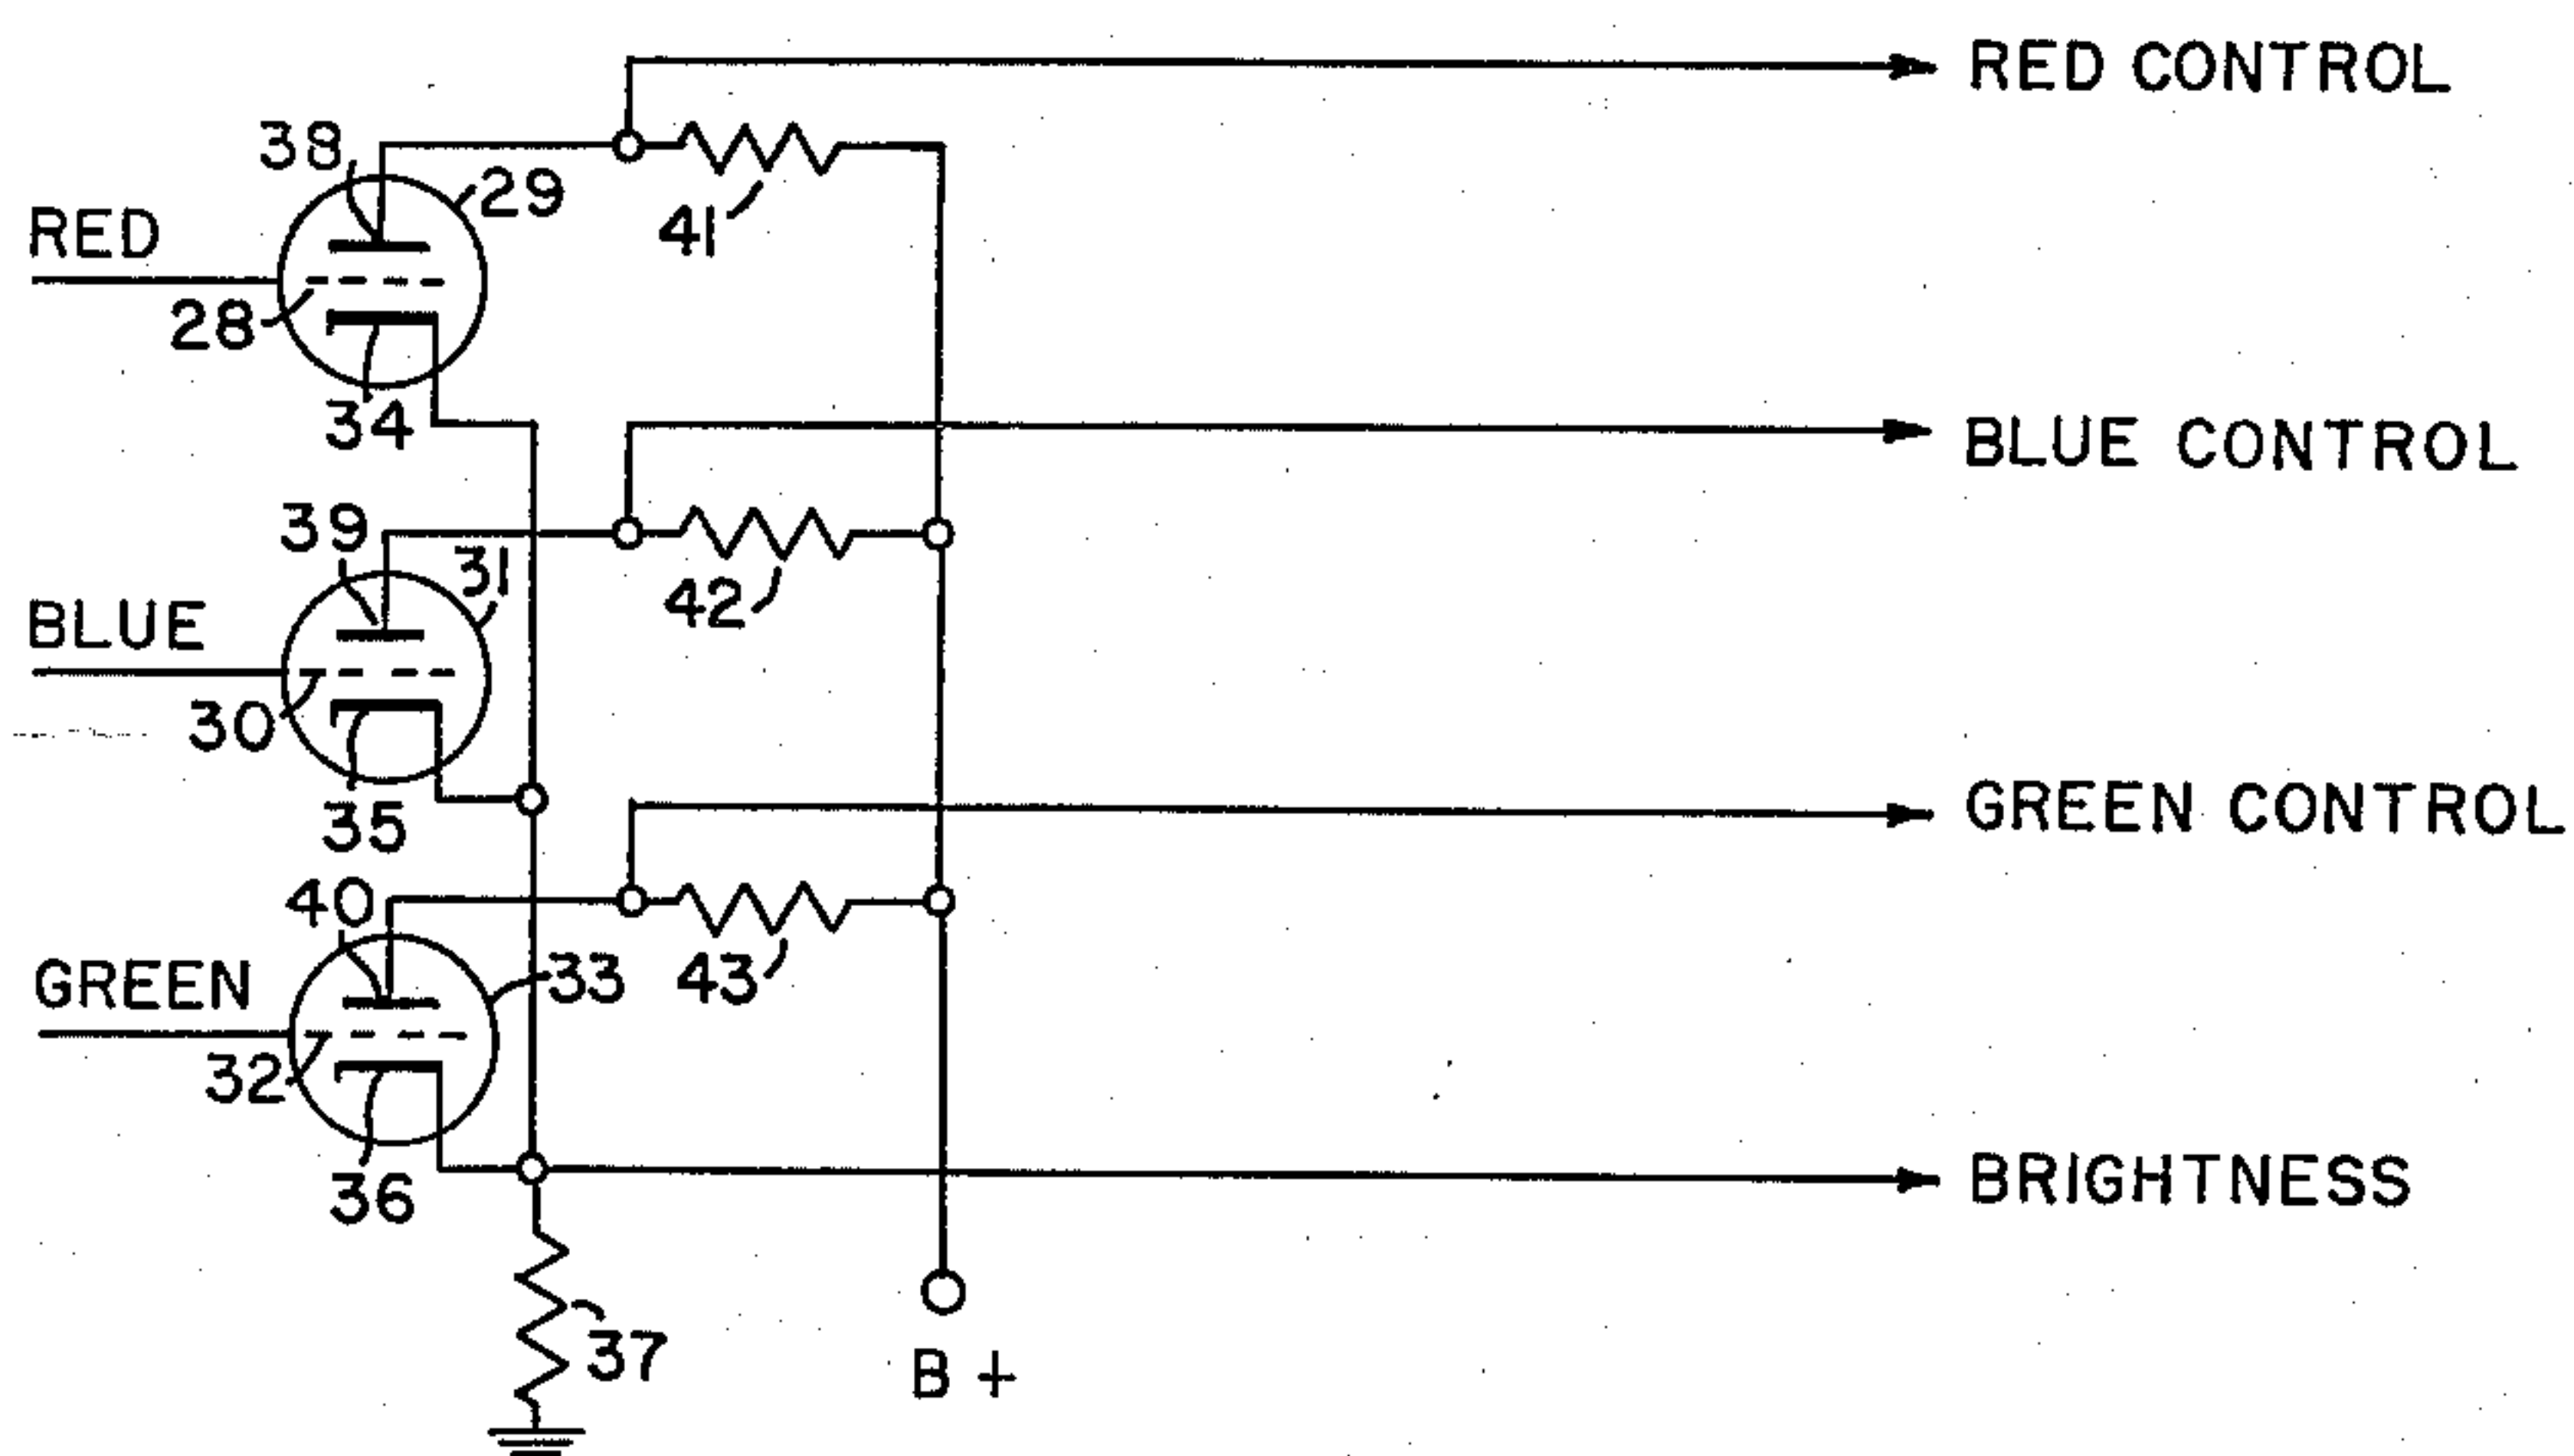 RED CONTROL
38
29
41
RED
28
34
BLUE CONTROL
39
31
42
BLUE
30
35
GREEN CONTROL
40
33
43
GREEN
32
36
BRIGHTNESS
37
B +